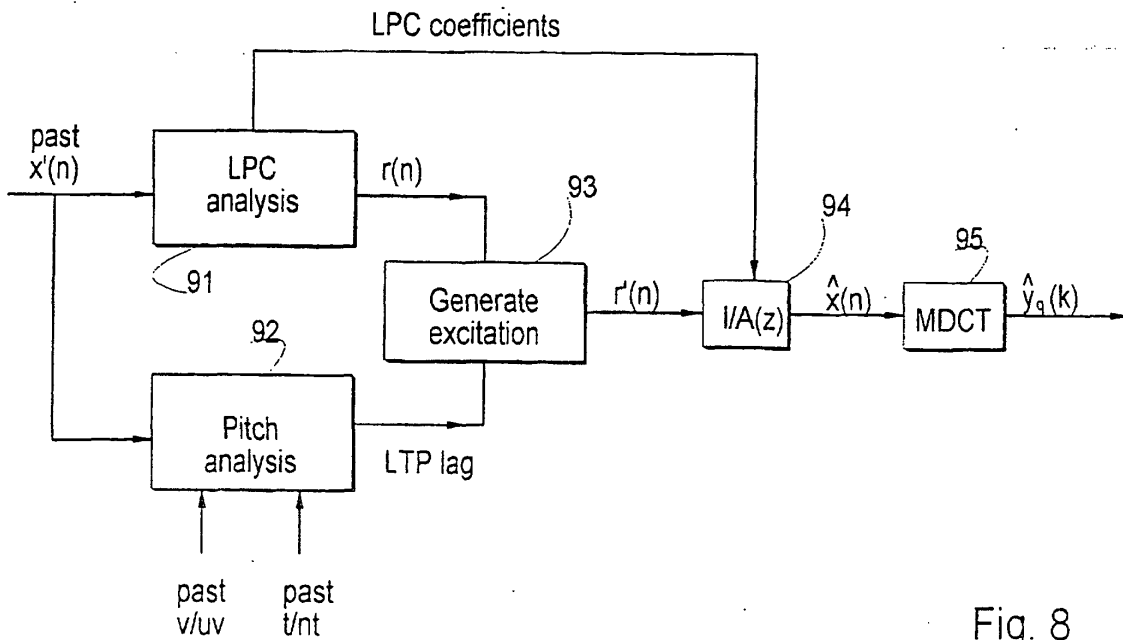 LPC coefficients
past
x'(n)
LPC
analysis
r(n)
91
93
Generate
excitation
r'(n)
94
I/A(z)
x̂(n)
95
MDCT
ŷq(k)
92
Pitch
analysis
LTP lag
past
v/uv
past
t/nt
Fig. 8